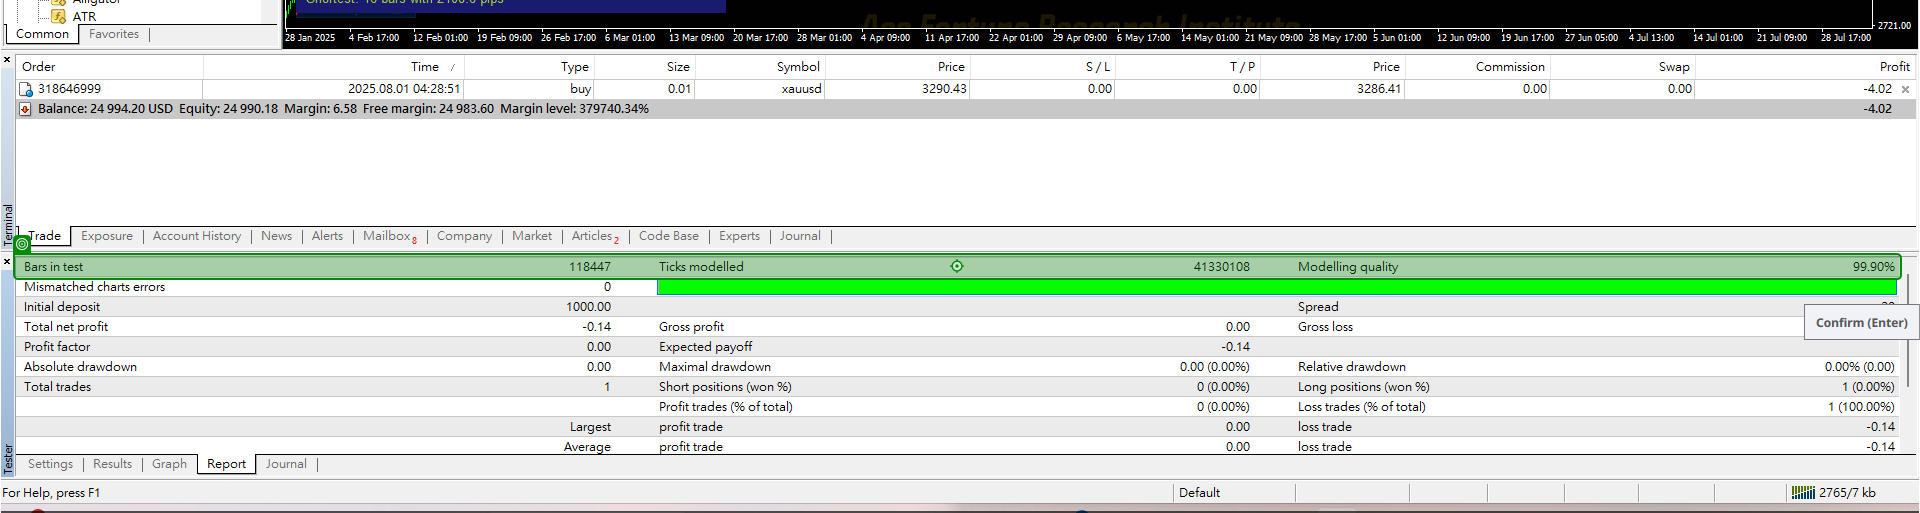 Alligator
Shortest: 10 bars with 2100.0 pips
ATR
Ace Fortune Research Institute
2721.00
Common Favorites
28 Jan 2025 4 Feb 17:00 12 Feb 01:00 19 Feb 09:00 26 Feb 17:00 6 Mar 01:00 13 Mar 09:00 20 Mar 17:00 28 Mar 01:00 4 Apr 09:00 11 Apr 17:00 22 Apr 01:00 29 Apr 09:00 6 May 17:00 14 May 01:00 21 May 09:00 28 May 17:00 5 Jun 01:00 12 Jun 09:00 19 Jun 17:00 27 Jun 05:00 4 Jul 13:00 14 Jul 01:00 21 Jul 09:00 28 Jul 17:00
Order Time / Type Size Symbol Price S / L T / P Price Commission Swap Profit
318646999 2025.08.01 04:28:51 buy 0.01 xauusd 3290.43 0.00 0.00 3286.41 0.00 0.00 -4.02
Balance: 24 994.20 USD Equity: 24 990.18 Margin: 6.58 Free margin: 24 983.60 Margin level: 379740.34% -4.02
Terminal
Trade Exposure Account History News Alerts Mailbox 8 Company Market Articles 2 Code Base Experts Journal
Bars in test 118447 Ticks modelled 41330108 Modelling quality 99.90%
Mismatched charts errors 0
Initial deposit 1000.00 Spread
Total net profit -0.14 Gross profit 0.00 Gross loss
Confirm (Enter)
Profit factor 0.00 Expected payoff -0.14
Absolute drawdown 0.00 Maximal drawdown 0.00 (0.00%) Relative drawdown 0.00% (0.00)
Total trades 1 Short positions (won %) 0 (0.00%) Long positions (won %) 1 (0.00%)
Profit trades (% of total) 0 (0.00%) Loss trades (% of total) 1 (100.00%)
Largest profit trade 0.00 loss trade -0.14
Average profit trade 0.00 loss trade -0.14
Tester
Settings Results Graph Report Journal
For Help, press F1 Default 2765/7 kb